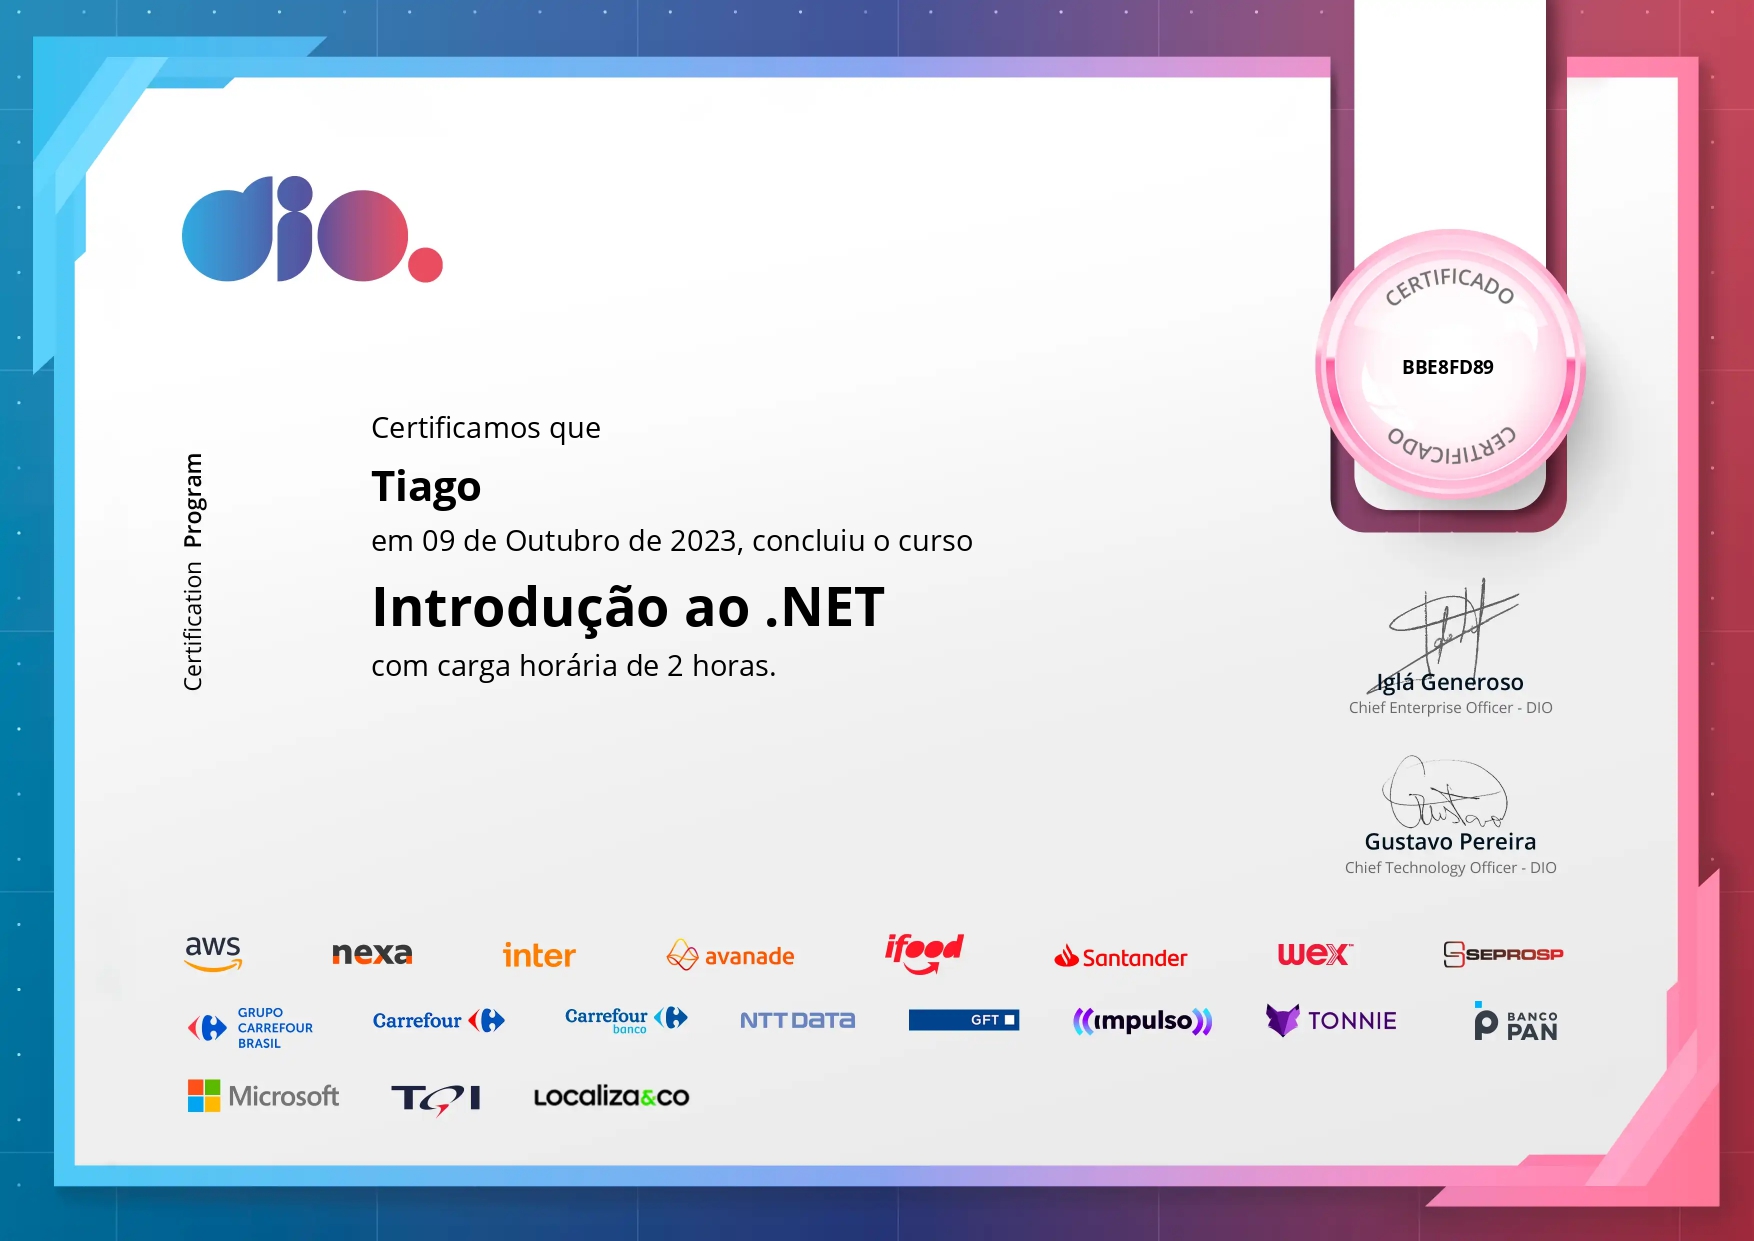 dio.
CERTIFICADO
BBE8FD89
CERTIFICADO
Certification Program
Certificamos que
Tiago
em 09 de Outubro de 2023, concluiu o curso
Introdução ao .NET
com carga horária de 2 horas.
Iglá Generoso
Chief Enterprise Officer - DIO
Gustavo Pereira
Chief Technology Officer - DIO
aws nexa inter avanade ifood Santander wex SEPROSP
GRUPO
CARREFOUR
BRASIL
Carrefour
Carrefour
banco
NTT DATA
GFT
impulso
TONNIE
BANCO
PAN
Microsoft TQI Localiza&co